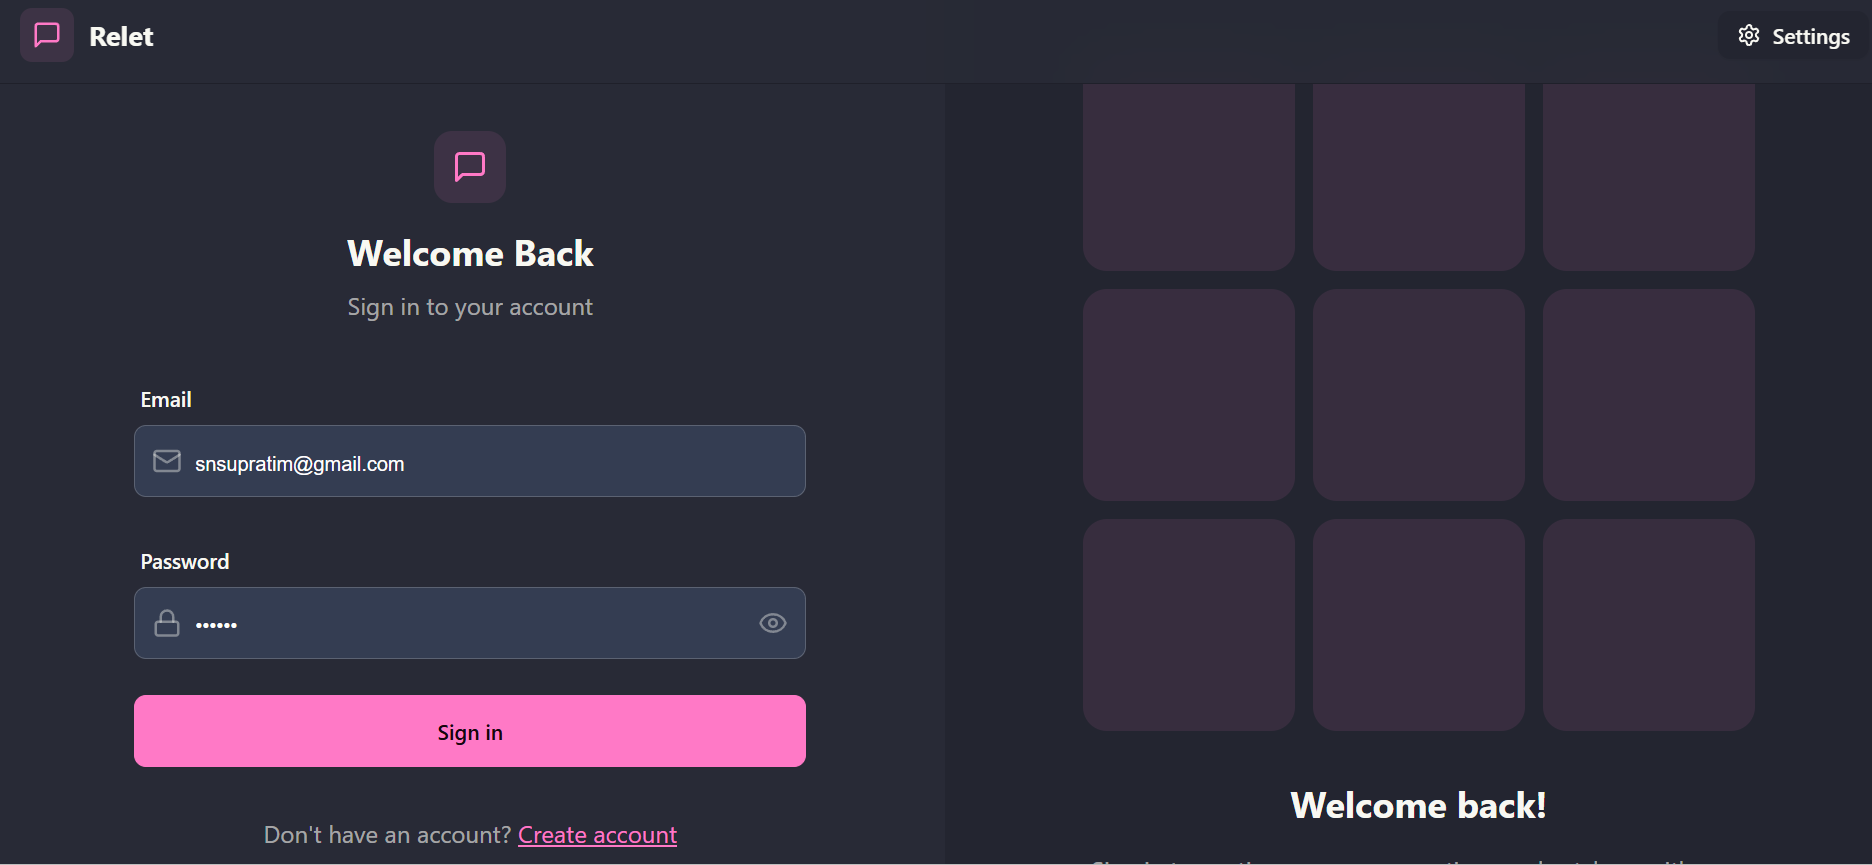 Relet
Settings
Welcome Back
Sign in to your account
Email
snsupratim@gmail.com
Password
••••••
Sign in
Don't have an account? Create account
Welcome back!